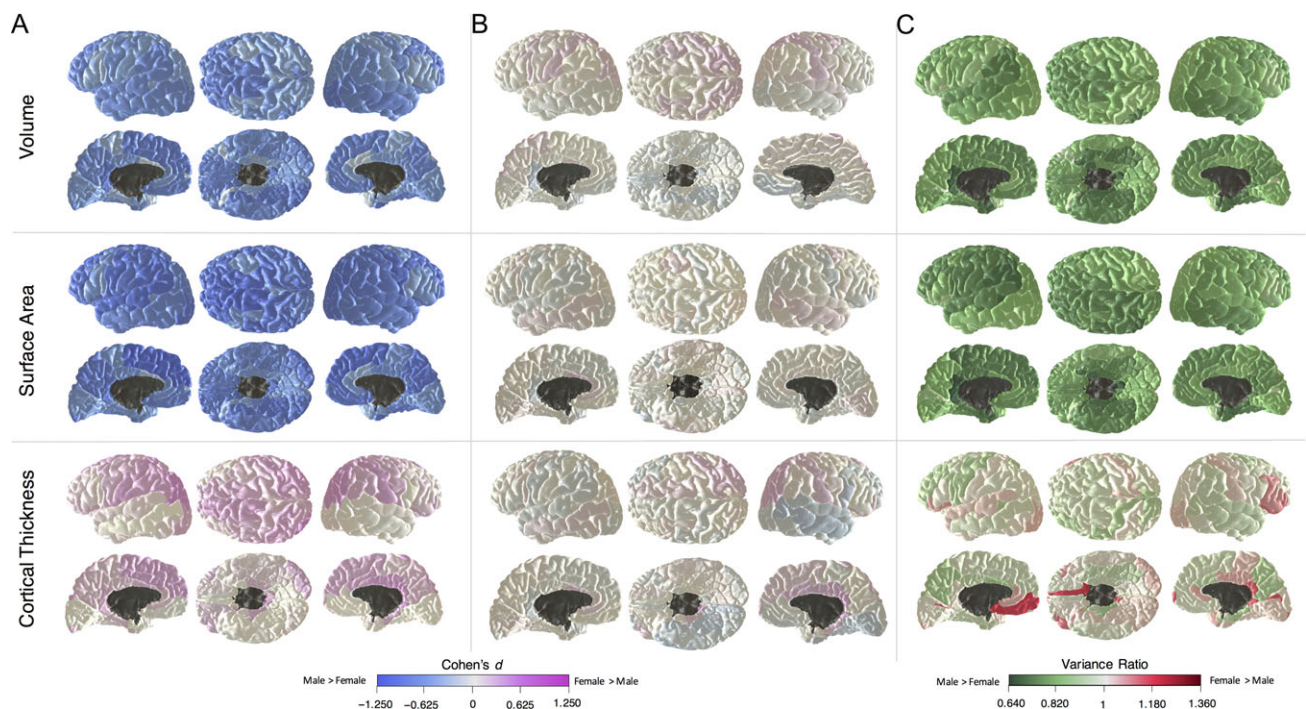 A
B
C
Volume
Surface Area
Cortical Thickness
Cohen's d
Male > Female
Female > Male
−1.250
−0.625
0
0.625
1.250
Variance Ratio
Male > Female
Female > Male
0.640
0.820
1
1.180
1.360